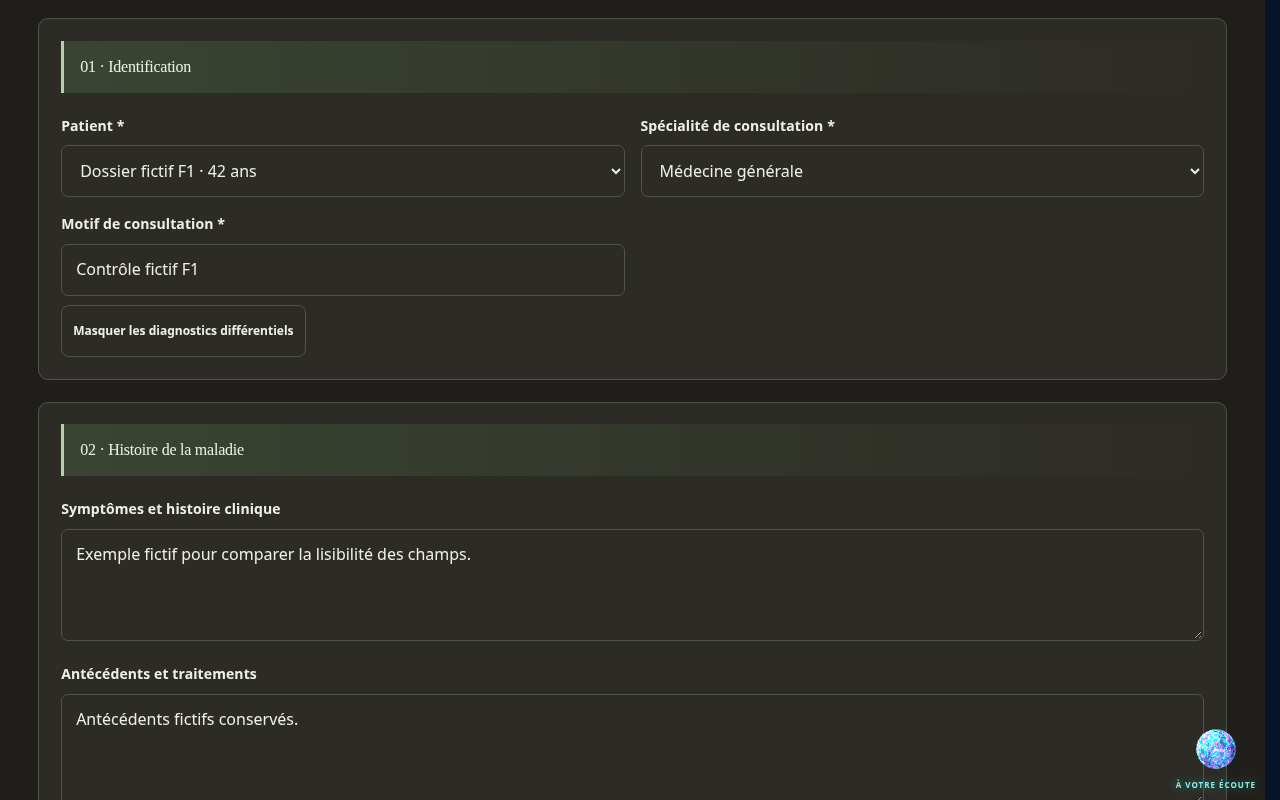 01 · Identification
Patient *
Spécialité de consultation *
Dossier fictif F1 · 42 ans
Médecine générale
Motif de consultation *
Contrôle fictif F1
Masquer les diagnostics différentiels
02 · Histoire de la maladie
Symptômes et histoire clinique
Exemple fictif pour comparer la lisibilité des champs.
Antécédents et traitements
Antécédents fictifs conservés.
À VOTRE ÉCOUTE